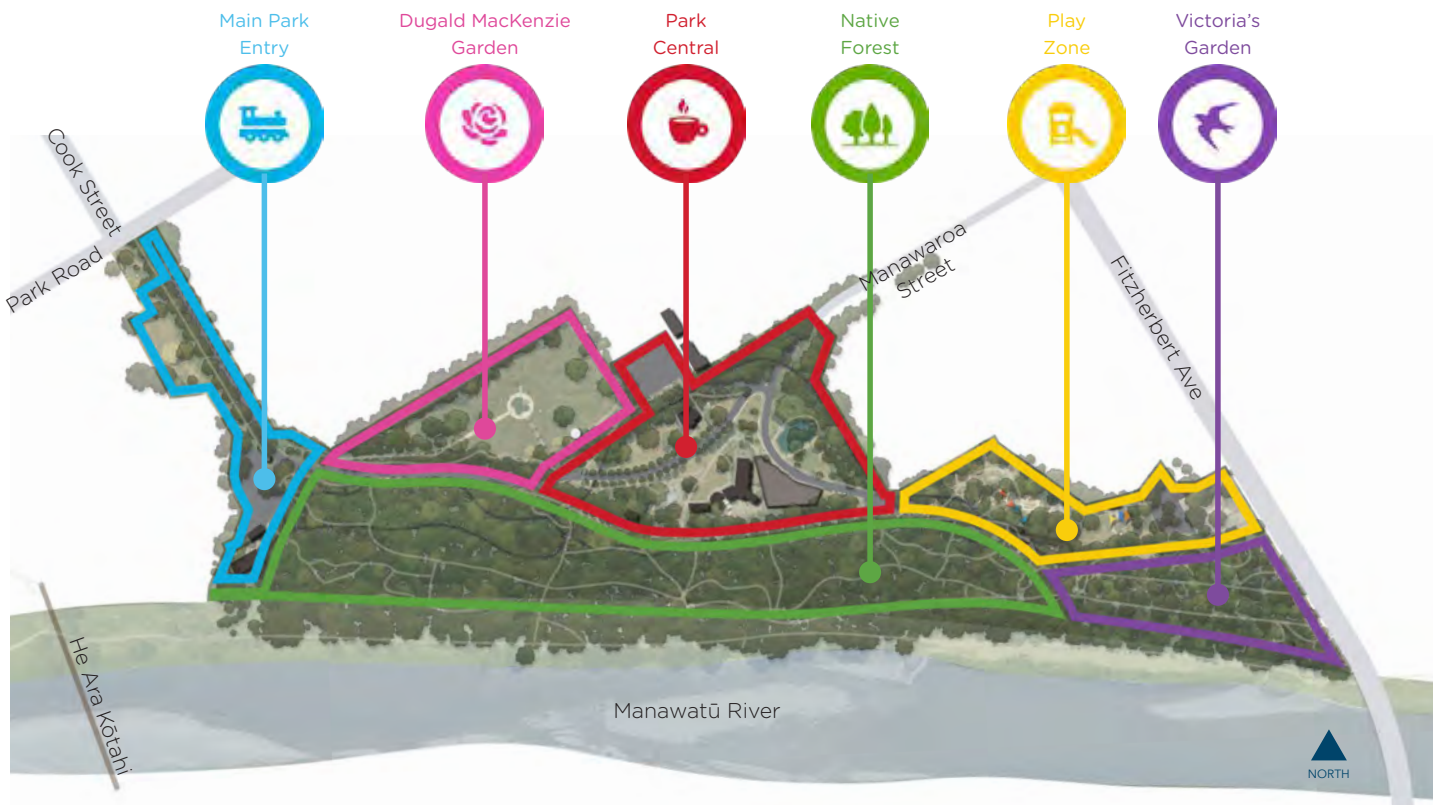 Main Park
Entry
Dugald MacKenzie
Garden
Park
Central
Native
Forest
Play
Zone
Victoria's
Garden
Cook Street
Park Road
Manawaroa
Street
Fitzherbert Ave
He Ara Kōtahi
Manawatū River
NORTH